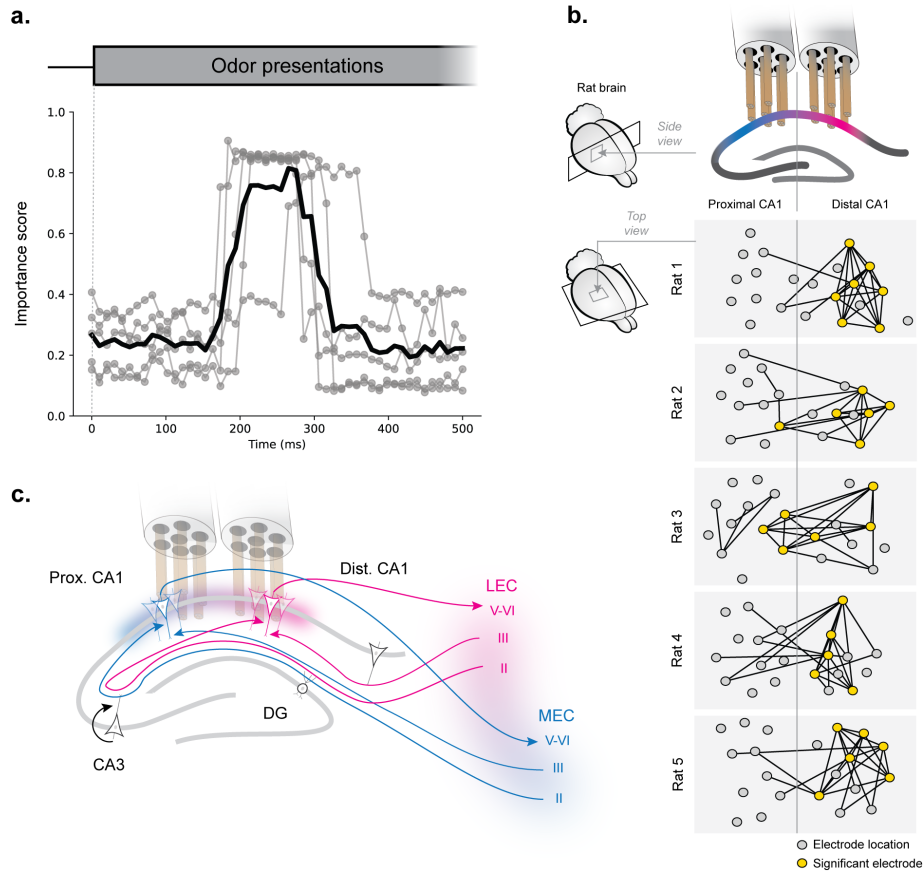 a.
Odor presentations
Importance score
1.0
0.8
0.6
0.4
0.2
0.0
0
100
200
300
400
500
Time (ms)
b.
Rat brain
Side
view
Top
view
Proximal CA1
Distal CA1
Rat 1
Rat 2
Rat 3
Rat 4
Rat 5
Electrode location
Significant electrode
c.
Prox. CA1
Dist. CA1
LEC
V-VI
III
II
MEC
V-VI
III
II
DG
CA3